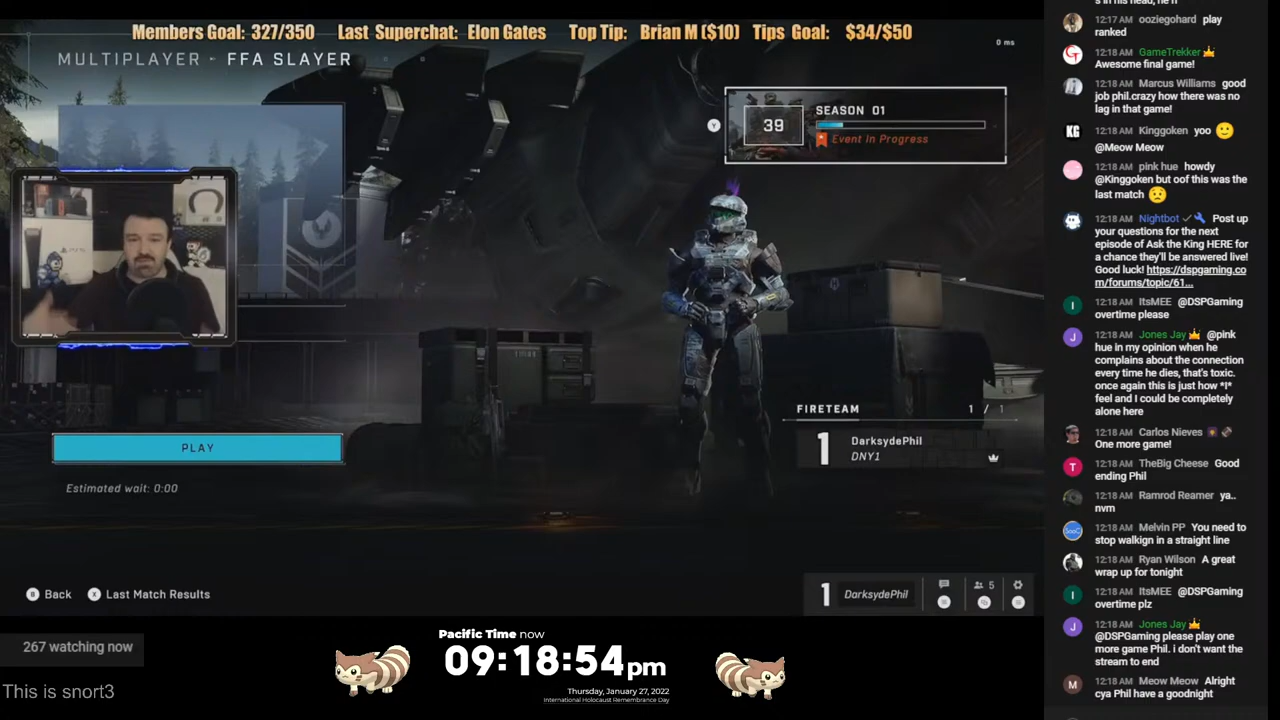 Members Goal: 327/350 Last Superchat: Elon Gates Top Tip: Brian M ($10) Tips Goal: $34/$50
MULTIPLAYER - FFA SLAYER
0 ms
SEASON 01
39
Y
Event In Progress
PLAY
Estimated wait: 0:00
FIRETEAM 1 / 1
1 DarksydePhil
DNY1
B Back X Last Match Results
1 DarksydePhil 5
267 watching now
This is snort3
Pacific Time now
09:18:54pm
Thursday, January 27, 2022
International Holocaust Remembrance Day
12:17 AM ooziegohard play
ranked
12:18 AM GameTrekker
Awesome final game!
12:18 AM Marcus Williams good
job phil.crazy how there was no
lag in that game!
KG 12:18 AM Kinggoken yoo
@Meow Meow
12:18 AM pink hue howdy
@Kinggoken but oof this was the
last match
12:18 AM Nightbot Post up
your questions for the next
episode of Ask the King HERE for
a chance they'll be answered live!
Good luck! https://dspgaming.co
m/forums/topic/61...
I 12:18 AM ItsMEE @DSPGaming
overtime please
J 12:18 AM Jones Jay @pink
hue in my opinion when he
complains about the connection
every time he dies, that's toxic.
once again this is just how *I*
feel and I could be completely
alone here
12:18 AM Carlos Nieves
One more game!
T 12:18 AM TheBig Cheese Good
ending Phil
12:18 AM Ramrod Reamer ya..
nvm
12:18 AM Melvin PP You need to
stop walkign in a straight line
12:18 AM Ryan Wilson A great
wrap up for tonight
I 12:18 AM ItsMEE @DSPGaming
overtime plz
J 12:18 AM Jones Jay
@DSPGaming please play one
more game Phil. i don't want the
stream to end
M 12:18 AM Meow Meow Alright
cya Phil have a goodnight